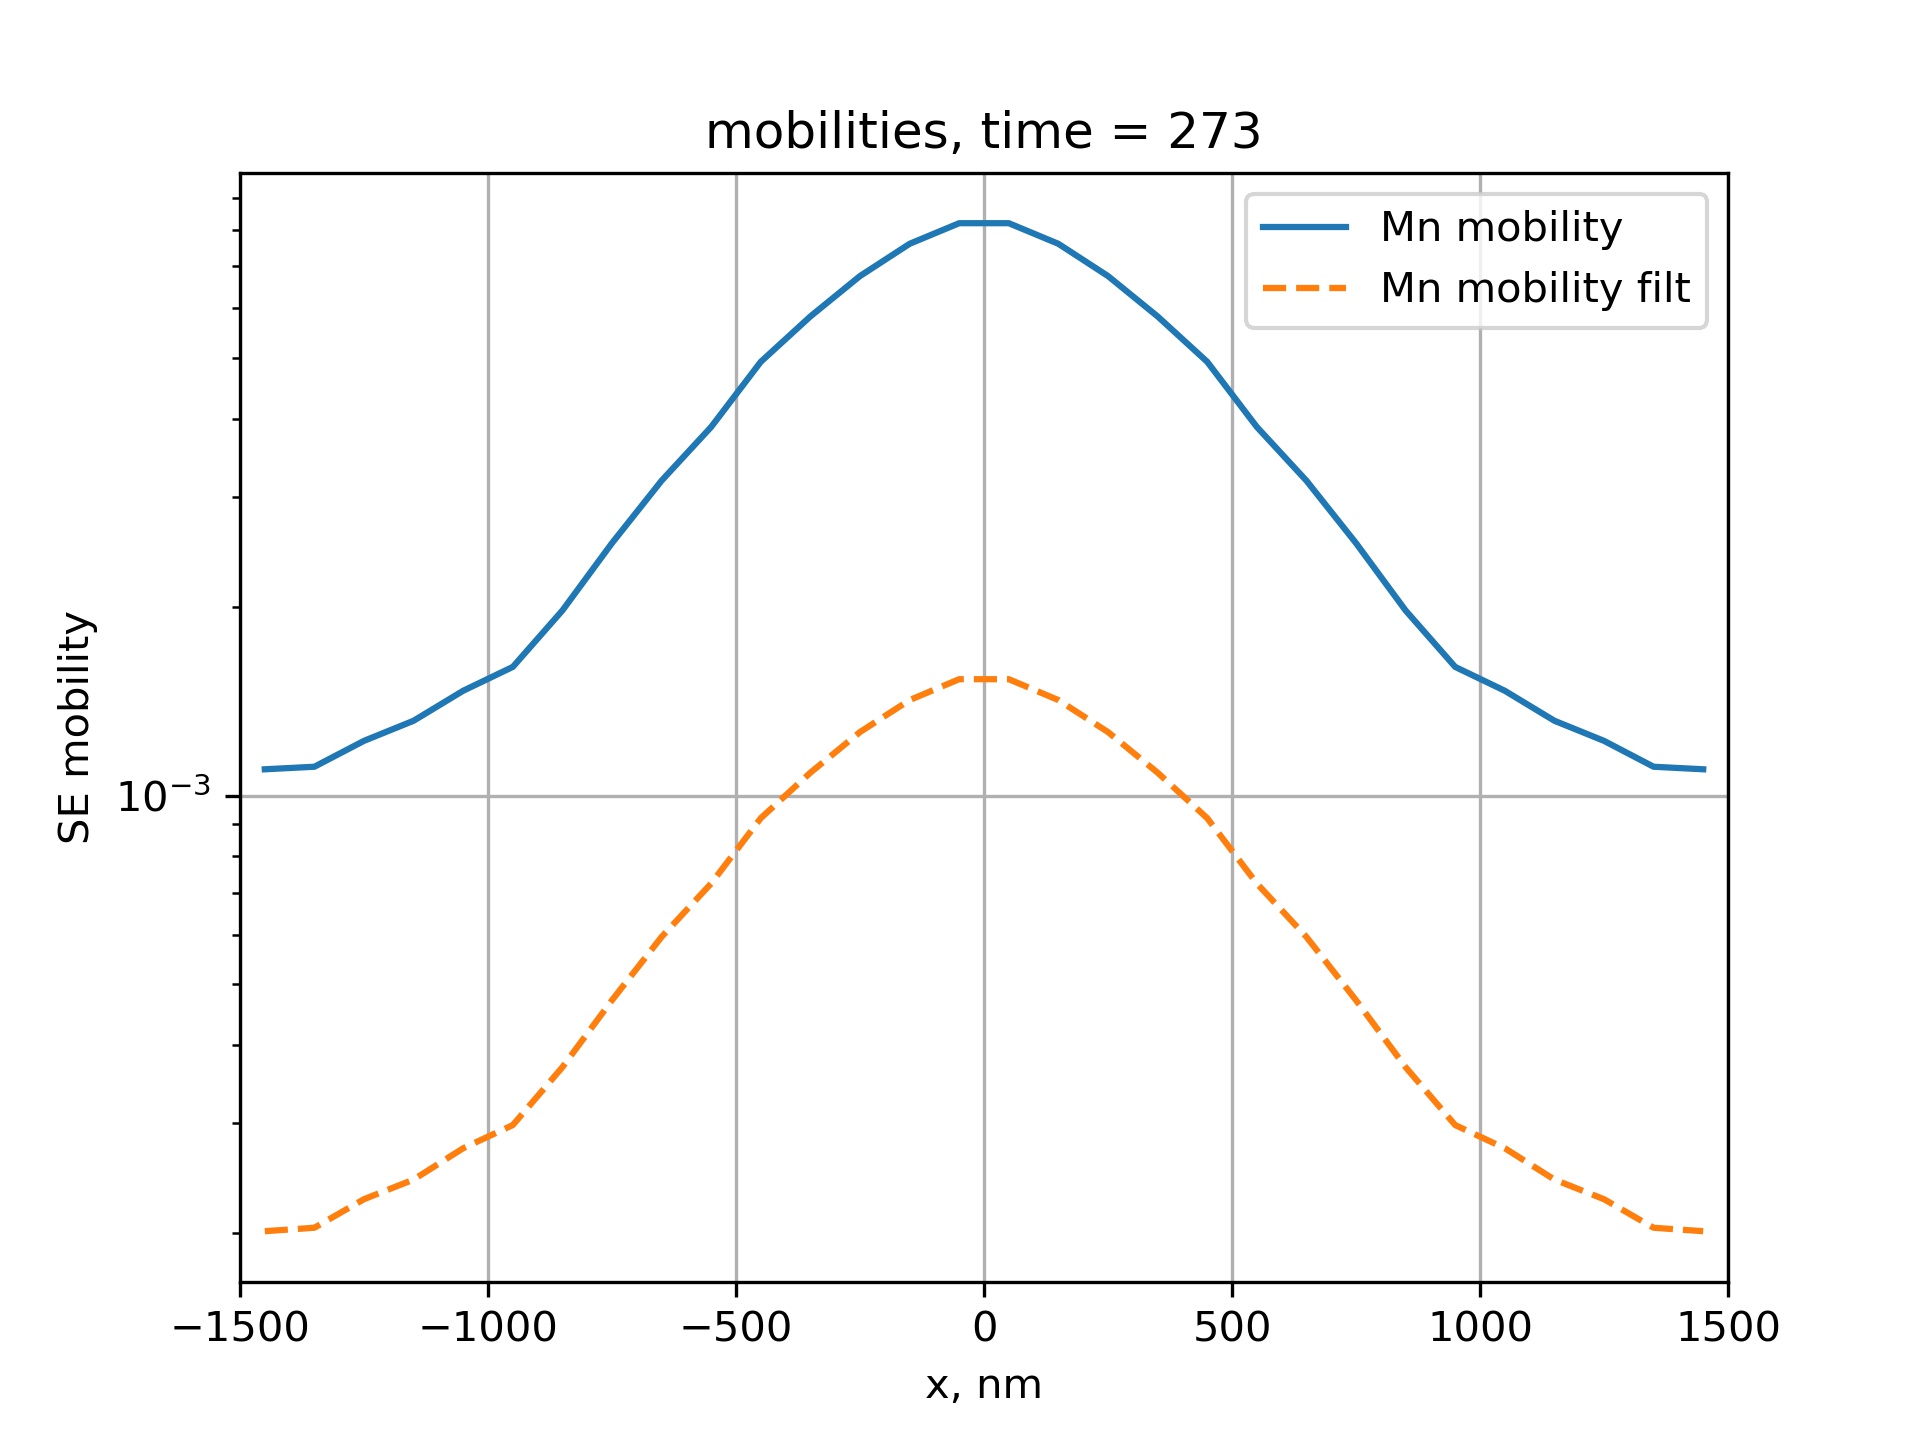 mobilities, time = 273
Mn mobility
Mn mobility filt
SE mobility
10⁻³
−1500 −1000 −500 0 500 1000 1500
x, nm